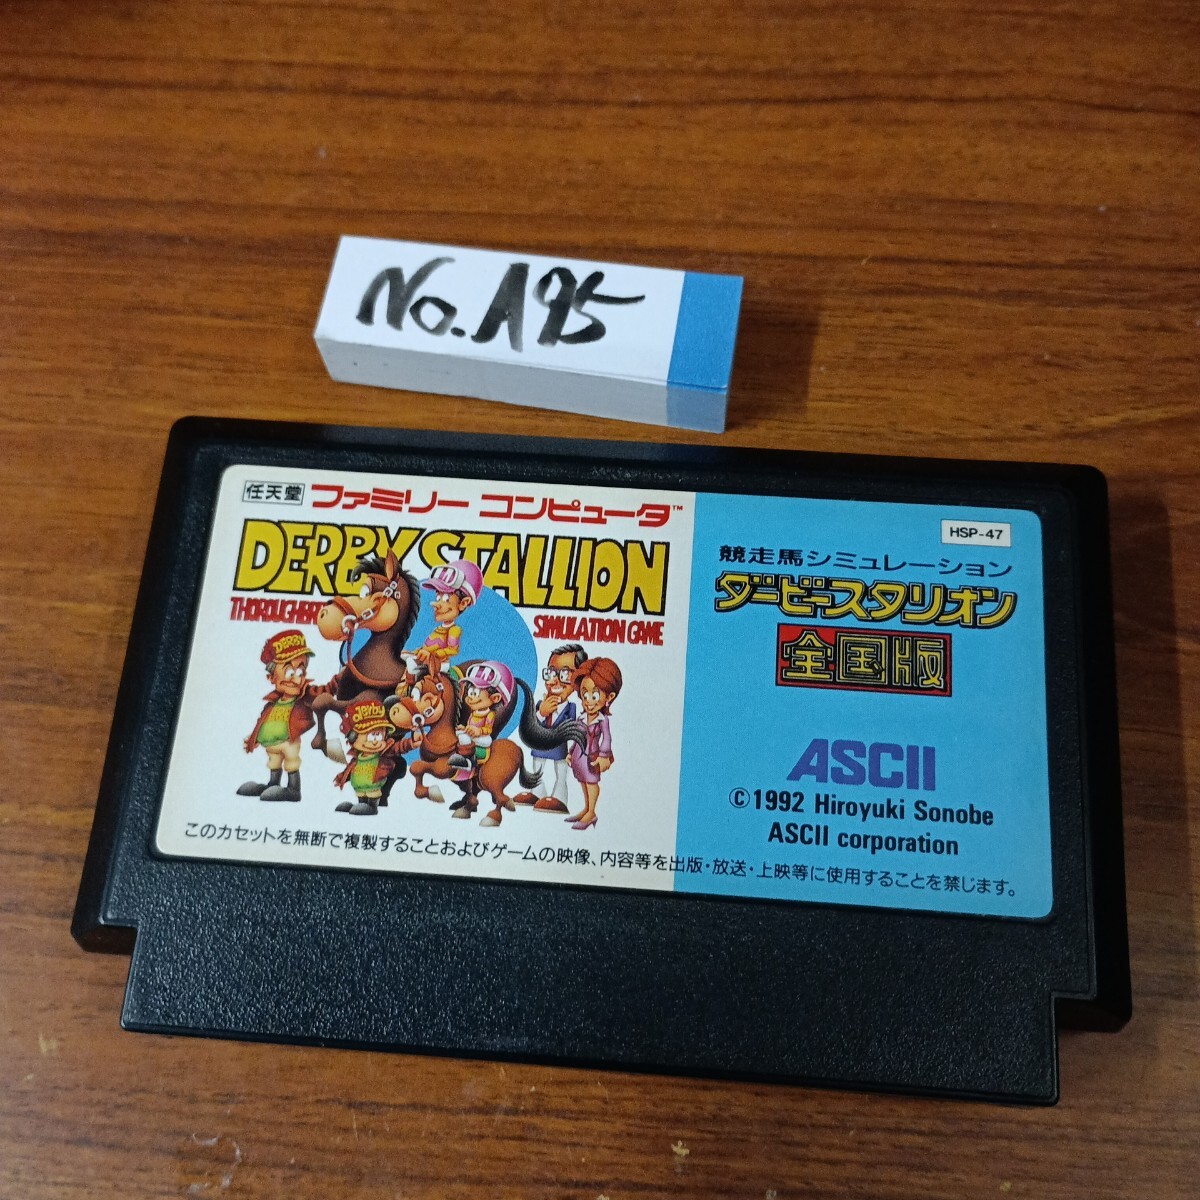 No. A95
任天堂 ファミリー コンピュータ™
DERBY STALLION
SIMULATION GAME
DERBY
Derby
HSP-47
競走馬シミュレーション
ダービースタリオン
全国版
ASCII
©1992 Hiroyuki Sonobe
ASCII corporation
このカセットを無断で複製することおよびゲームの映像、内容等を出版・放送・上映等に使用することを禁じます。